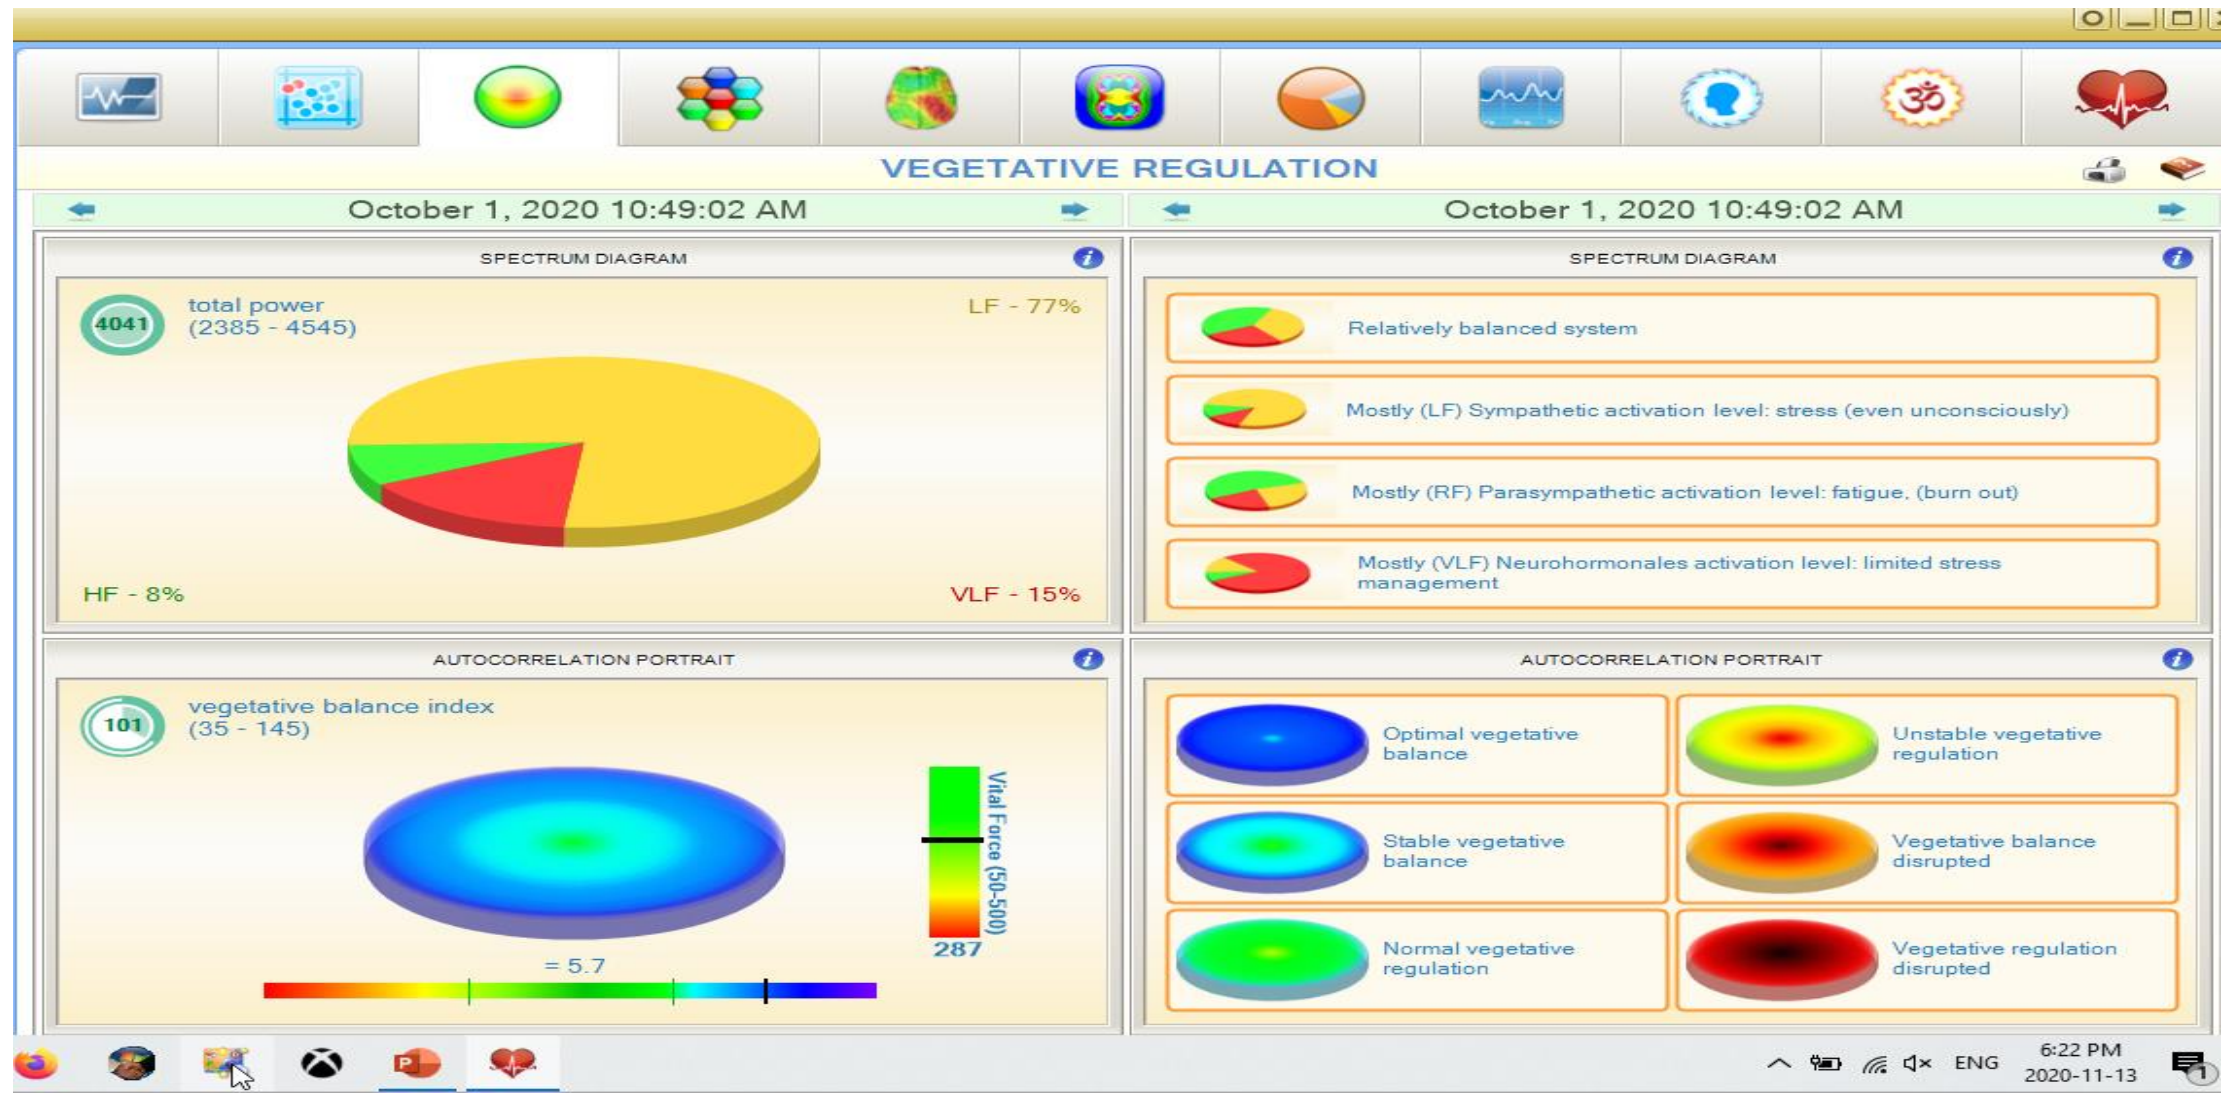 VEGETATIVE REGULATION
October 1, 2020 10:49:02 AM
October 1, 2020 10:49:02 AM
SPECTRUM DIAGRAM
4041
total power
(2385 - 4545)
LF - 77%
HF - 8%
VLF - 15%
SPECTRUM DIAGRAM
Relatively balanced system
Mostly (LF) Sympathetic activation level: stress (even unconsciously)
Mostly (RF) Parasympathetic activation level: fatigue, (burn out)
Mostly (VLF) Neurohormonales activation level: limited stress
management
AUTOCORRELATION PORTRAIT
101
vegetative balance index
(35 - 145)
Vital Force (50-500)
287
= 5.7
AUTOCORRELATION PORTRAIT
Optimal vegetative
balance
Unstable vegetative
regulation
Stable vegetative
balance
Vegetative balance
disrupted
Normal vegetative
regulation
Vegetative regulation
disrupted
ENG
6:22 PM
2020-11-13
1